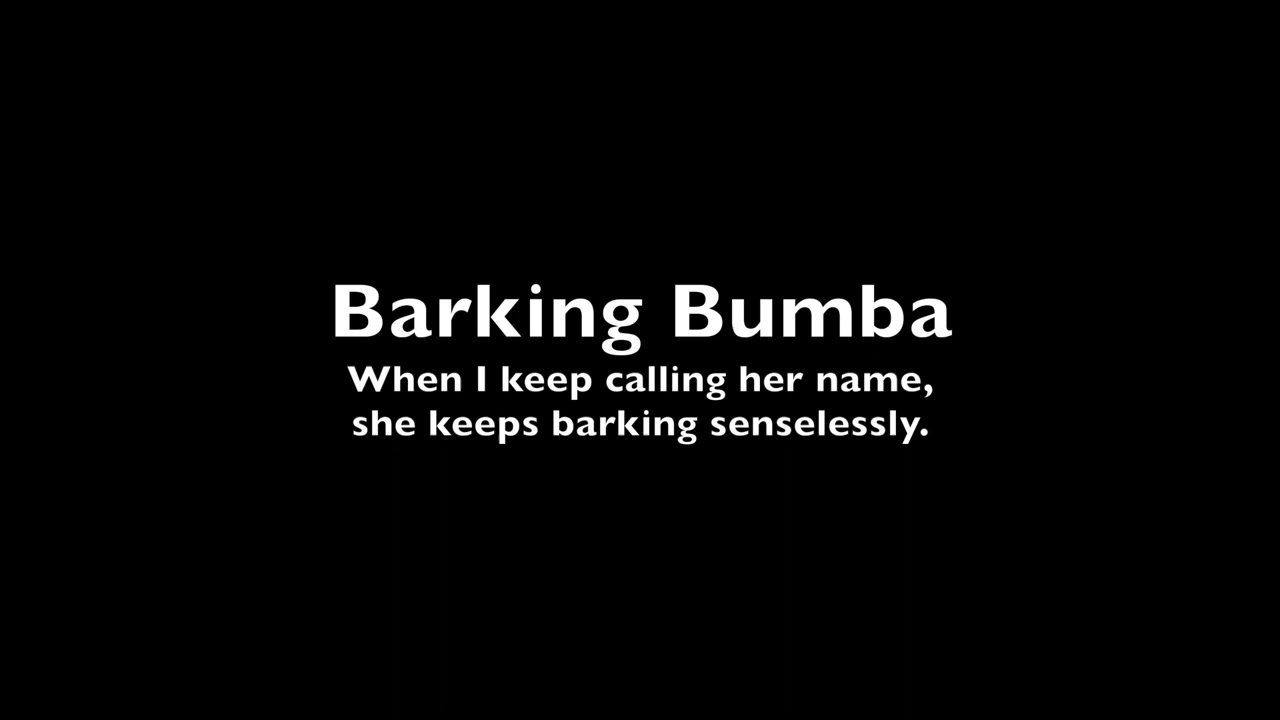 Barking Bumba
When I keep calling her name,
she keeps barking senselessly.